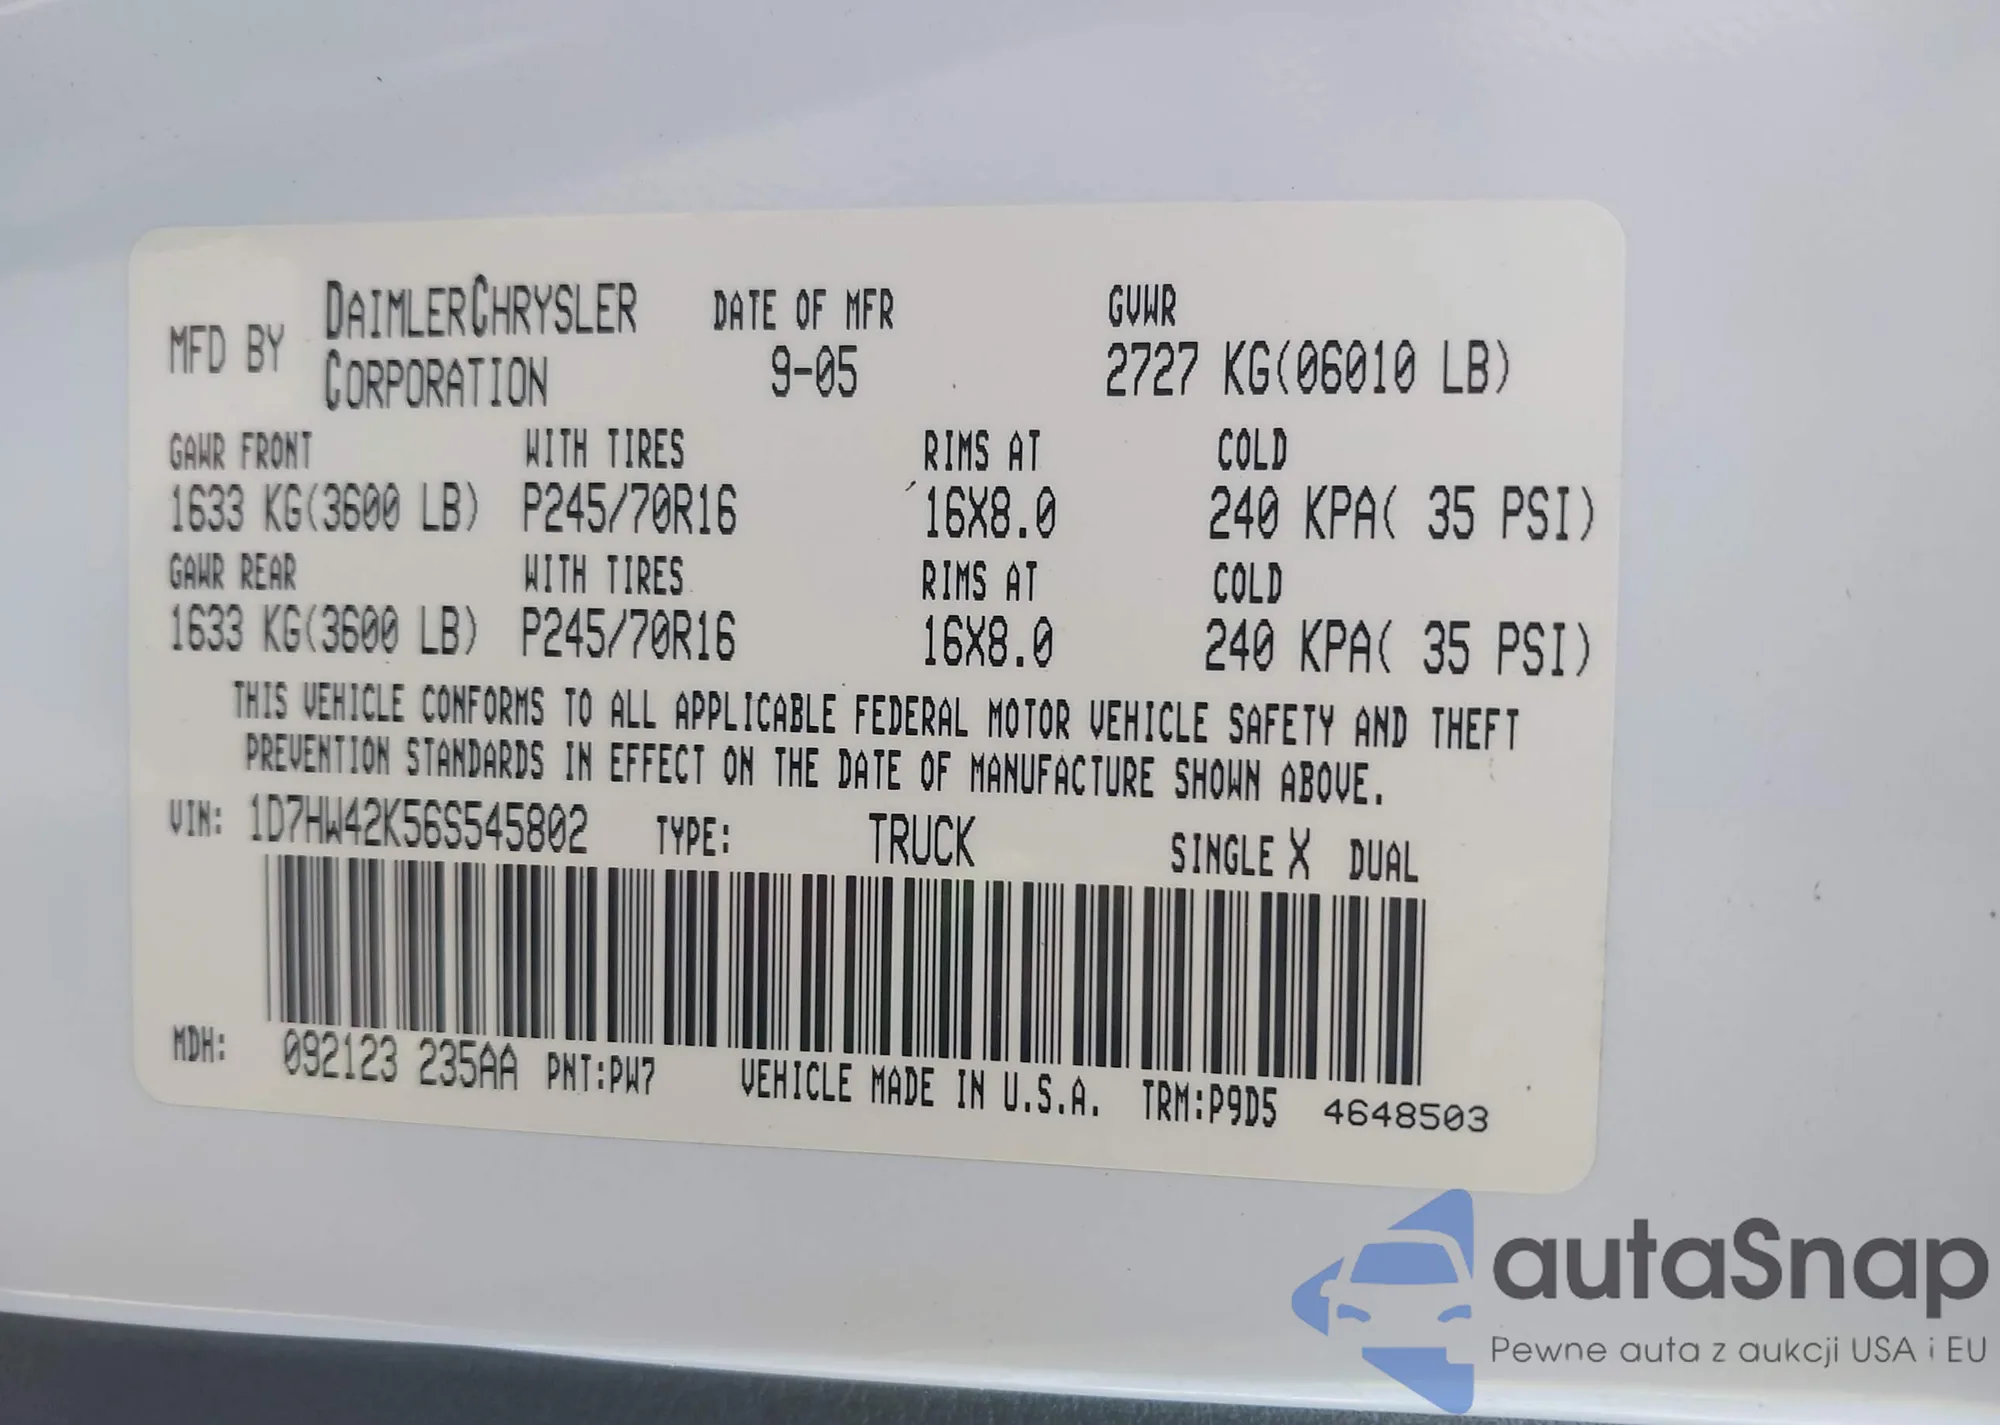 MFD BY DAIMLERCHRYSLER CORPORATION DATE OF MFR 9-05 GVWR 2727 KG(06010 LB)
GAWR FRONT WITH TIRES RIMS AT COLD
1633 KG(3600 LB) P245/70R16 16X8.0 240 KPA( 35 PSI)
GAWR REAR WITH TIRES RIMS AT COLD
1633 KG(3600 LB) P245/70R16 16X8.0 240 KPA( 35 PSI)
THIS VEHICLE CONFORMS TO ALL APPLICABLE FEDERAL MOTOR VEHICLE SAFETY AND THEFT
PREVENTION STANDARDS IN EFFECT ON THE DATE OF MANUFACTURE SHOWN ABOVE.
VIN: 1D7HW42K56S545802 TYPE: TRUCK SINGLE X DUAL
MDH: 092123 235AA PNT:PW7 VEHICLE MADE IN U.S.A. TRM:P9D5 4648503
autaSnap
Pewne auta z aukcji USA i EU